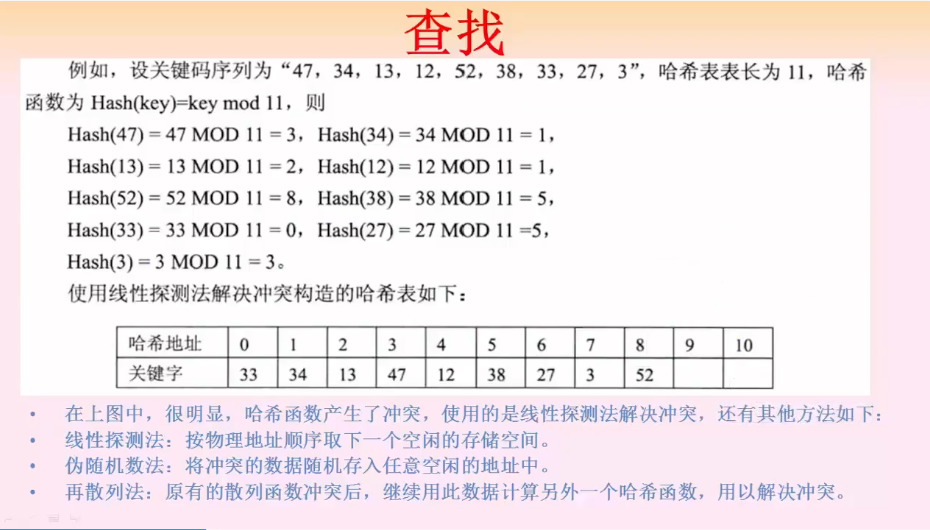 查找
例如，设关键码序列为“47，34，13，12，52，38，33，27，3”，哈希表表长为 11，哈希
函数为 Hash(key)=key mod 11，则
Hash(47) = 47 MOD 11 = 3，Hash(34) = 34 MOD 11 = 1，
Hash(13) = 13 MOD 11 = 2，Hash(12) = 12 MOD 11 = 1，
Hash(52) = 52 MOD 11 = 8，Hash(38) = 38 MOD 11 = 5，
Hash(33) = 33 MOD 11 = 0，Hash(27) = 27 MOD 11 =5，
Hash(3) = 3 MOD 11 = 3。
使用线性探测法解决冲突构造的哈希表如下：
哈希地址 0 1 2 3 4 5 6 7 8 9 10
关键字 33 34 13 47 12 38 27 3 52
• 在上图中，很明显，哈希函数产生了冲突，使用的是线性探测法解决冲突，还有其他方法如下：
• 线性探测法：按物理地址顺序取下一个空闲的存储空间。
• 伪随机数法：将冲突的数据随机存入任意空闲的地址中。
• 再散列法：原有的散列函数冲突后，继续用此数据计算另外一个哈希函数，用以解决冲突。